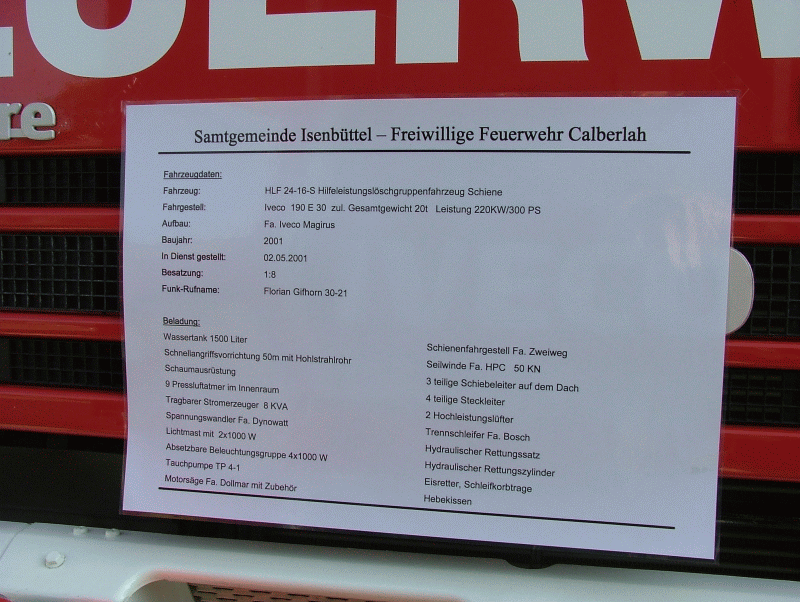 FEUERW
Samtgemeinde Isenbüttel – Freiwillige Feuerwehr Calberlah
Fahrzeugdaten:
Fahrzeug: HLF 24-16-S Hilfeleistungslöschgruppenfahrzeug Schiene
Fahrgestell: Iveco 190 E 30 zul. Gesamtgewicht 20t Leistung 220KW/300 PS
Aufbau: Fa. Iveco Magirus
Baujahr: 2001
In Dienst gestellt: 02.05.2001
Besatzung: 1:8
Funk-Rufname: Florian Gifhorn 30-21
Beladung:
Wassertank 1500 Liter
Schnellangriffsvorrichtung 50m mit Hohlstrahlrohr
Schaumausrüstung
9 Pressluftatmer im Innenraum
Tragbarer Stromerzeuger 8 KVA
Spannungswandler Fa. Dynowatt
Lichtmast mit 2x1000 W
Absetzbare Beleuchtungsgruppe 4x1000 W
Tauchpumpe TP 4-1
Motorsäge Fa. Dollmar mit Zubehör
Schienenfahrgestell Fa. Zweiweg
Seilwinde Fa. HPC 50 KN
3 teilige Schiebeleiter auf dem Dach
4 teilige Steckleiter
2 Hochleistungslüfter
Trennschleifer Fa. Bosch
Hydraulischer Rettungssatz
Hydraulischer Rettungszylinder
Eisretter, Schleifkorbtrage
Hebekissen